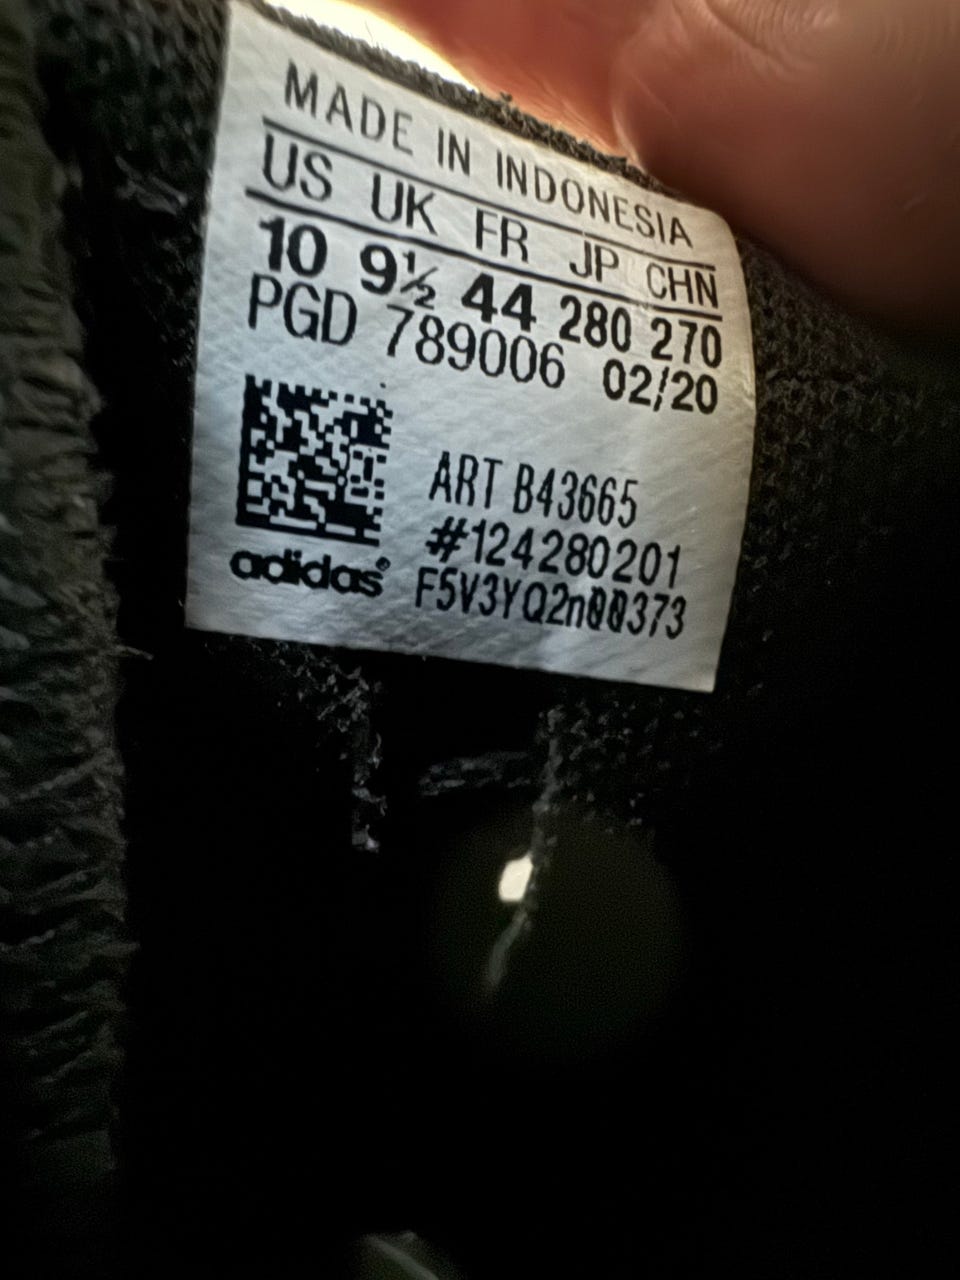 MADE IN INDONESIA
US UK FR JP CHN
10 9½ 44 280 270
PGD 789006 02/20
ART B43665
#124280201
adidas® F5V3YQ2n00373